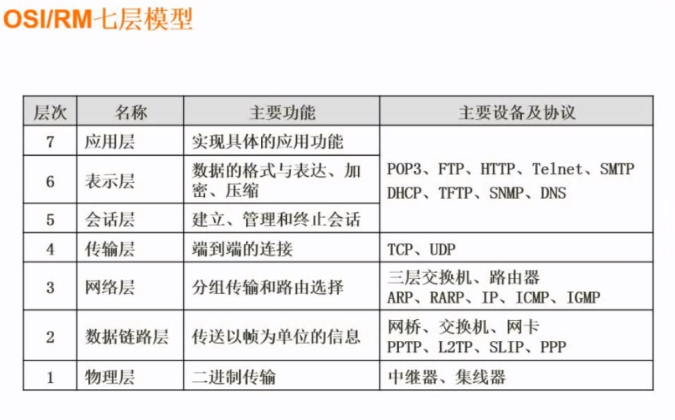 OSI/RM七层模型
层次 名称 主要功能 主要设备及协议
7 应用层 实现具体的应用功能
6 表示层 数据的格式与表达、加密、压缩
5 会话层 建立、管理和终止会话
POP3、FTP、HTTP、Telnet、SMTP
DHCP、TFTP、SNMP、DNS
4 传输层 端到端的连接 TCP、UDP
3 网络层 分组传输和路由选择 三层交换机、路由器
ARP、RARP、IP、ICMP、IGMP
2 数据链路层 传送以帧为单位的信息 网桥、交换机、网卡
PPTP、L2TP、SLIP、PPP
1 物理层 二进制传输 中继器、集线器